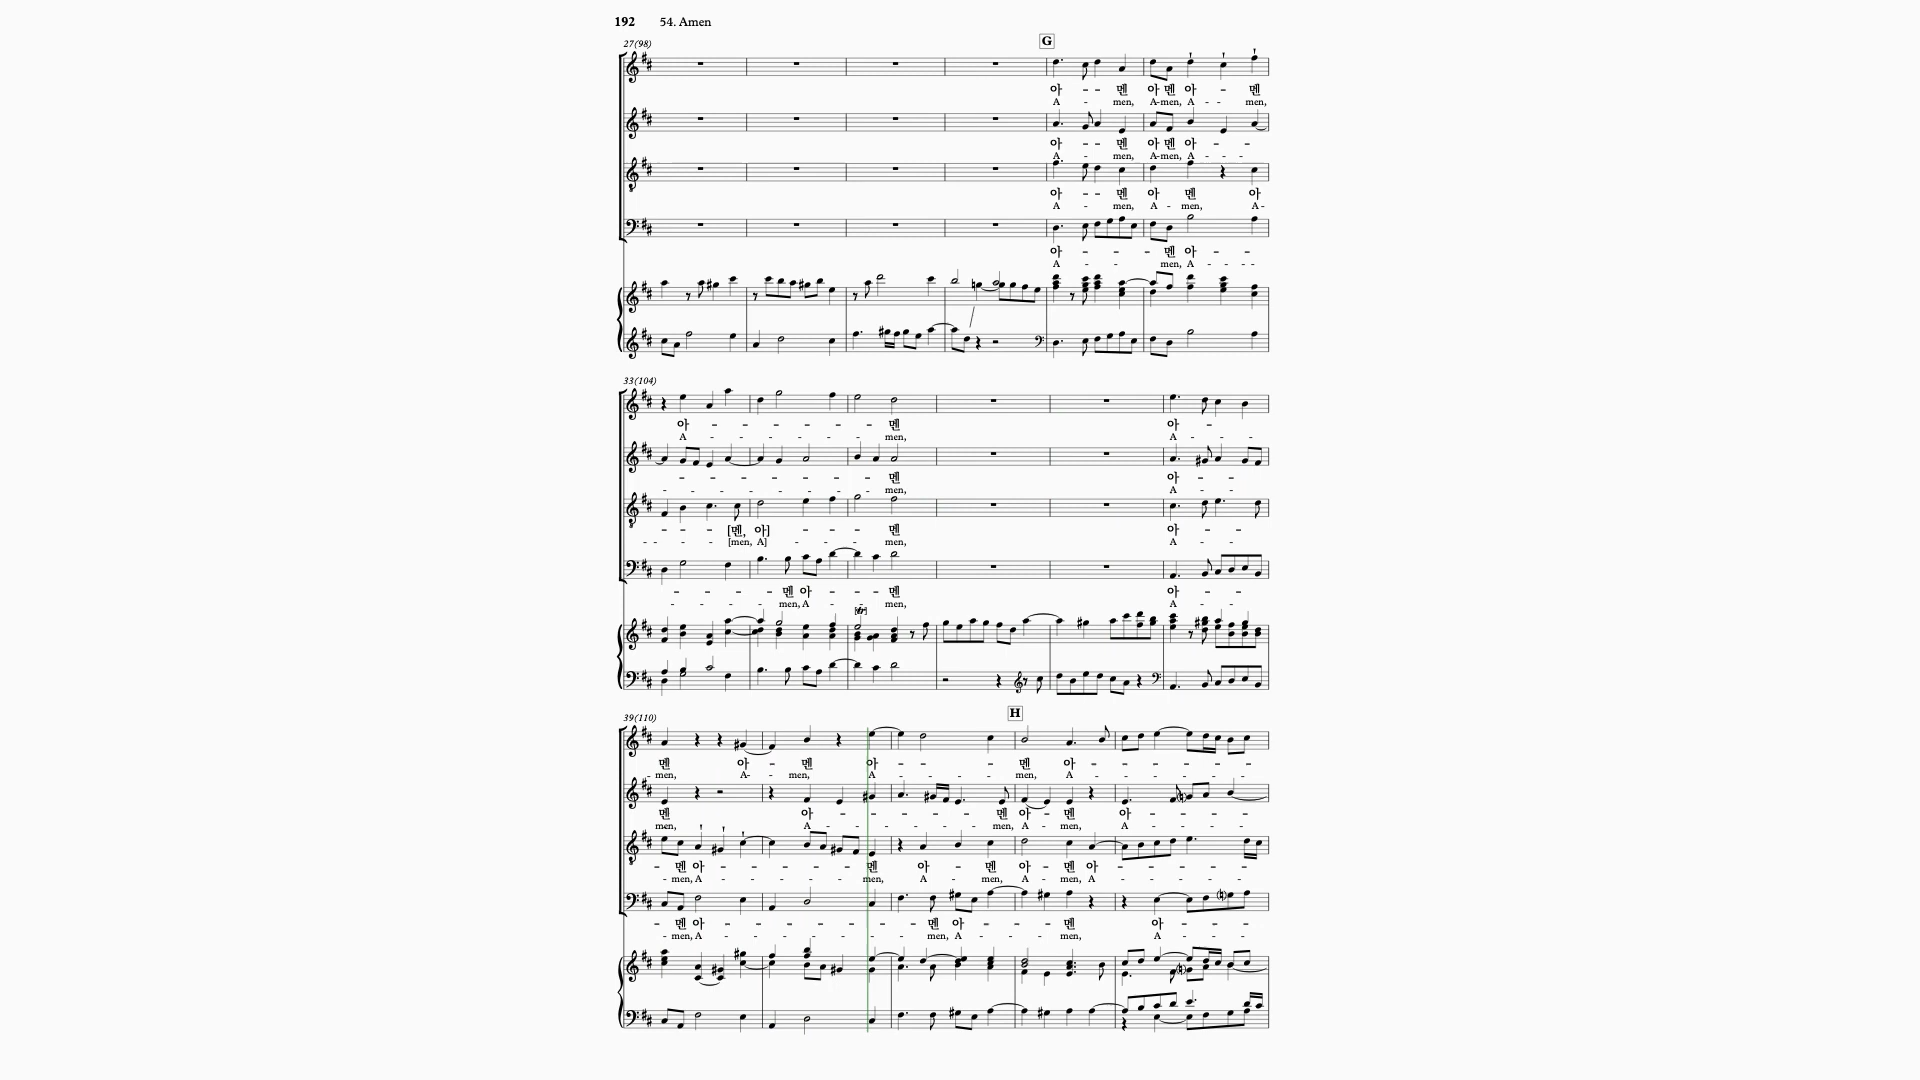 192 54. Amen
27(98)
G
아 - - 멘 아 멘 아 - 멘
A - men, A-men, A - - men,
아 - - 멘 아 멘 아 - -
A - men, A-men, A - - -
아 - - 멘 아 멘 아
A - men, A - men, A -
아 - - - 멘 아 - -
A - - men, A - - - -
33(104)
아 - - - - - - 멘 아 - -
A - - - - - - men, A - - -
- - - - - - - 멘 아 - -
- - - - - - - men, A - -
- - - [멘, 아] - - - 멘 아 - - -
- - - [men, A] - - - men, A - -
- - - - - 멘 아 - - - 멘 아 - -
- - - - - men, A - - - men, A - -
[tr]
39(110)
H
멘 아 - 멘 아 - - - - 멘 아 - - - - -
men, A- - men, A - - - - men, A - - - - -
멘 아 - - - - - - 멘 아 - 멘 아 - - - -
men, A - - - - - - men, A - men, A - - - -
- 멘 아 - - - - - 멘 아 - 멘 아 - 멘 아 - - - -
- men, A - - - - - men, A - men, A - men, A - - - -
- 멘 아 - - - - - - 멘 아 - - 멘 아 - - -
- men, A - - - - - - men, A - - men, A - - -